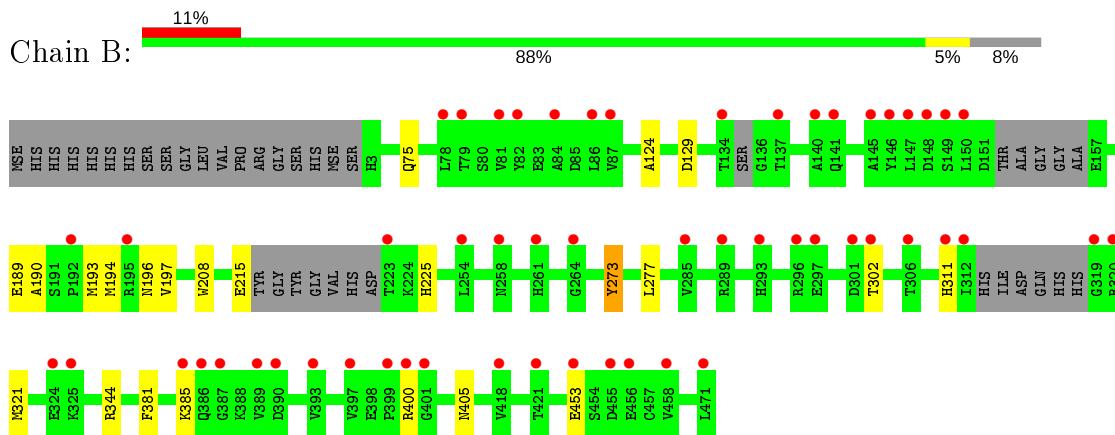 Chain B:
11%
88%
5%
8%
MSE HIS HIS HIS HIS HIS SER SER GLY LEU VAL PRO ARG GLY SER HIS MSE SER H3 Q75 L78 T79 S80 V81 Y82 E83 A84 D85 L86 V87 A124 D129 T134 SER G136 T137 A140 Q141 A145 Y146 L147 D148 S149 L150 D151 THR ALA GLY GLY ALA E157
E189 A190 S191 P192 M193 M194 R195 N196 V197 W208 E215 TYR GLY TYR GLY VAL HIS ASP T223 K224 H225 L254 N258 H261 G264 Y273 L277 V285 R289 H293 R296 E297 D301 T302 T306 H311 I312 HIS ILE ASP GLN HIS HIS G319 R320
M321 E324 K325 R344 F381 K385 Q386 G387 K388 V389 D390 V393 V397 E398 P399 R400 G401 N405 V418 T421 E453 S454 D455 E456 C457 V458 L471